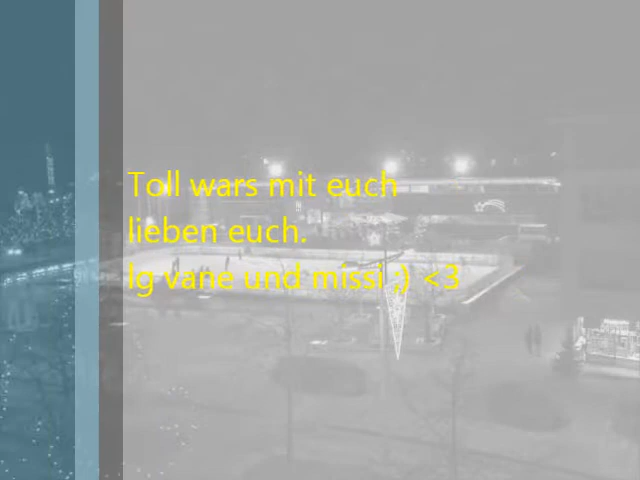 Toll wars mit euch
lieben euch.
lg vane und missi ;) <3